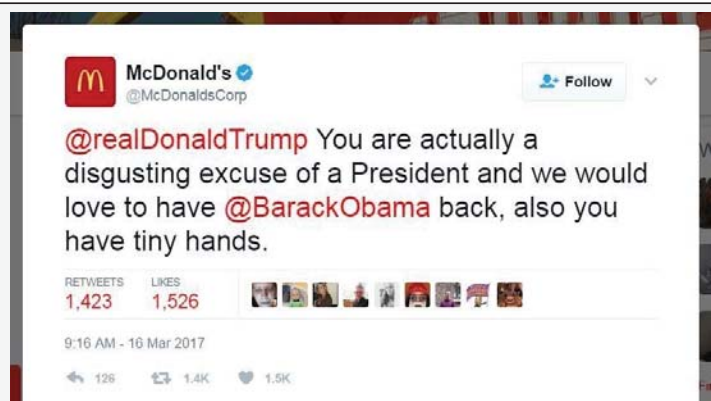 McDonald's
@McDonaldsCorp
Follow
@realDonaldTrump You are actually a
disgusting excuse of a President and we would
love to have @BarackObama back, also you
have tiny hands.
RETWEETS LIKES
1,423 1,526
9:16 AM - 16 Mar 2017
126 1.4K 1.5K